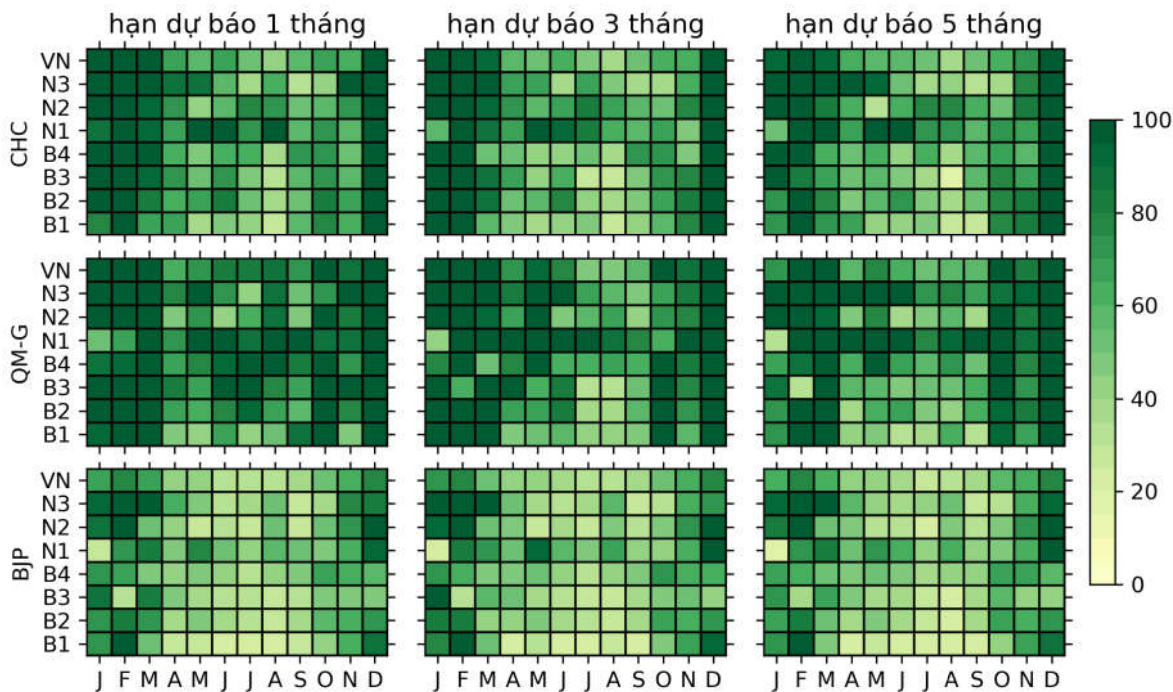 hạn dự báo 1 tháng hạn dự báo 3 tháng hạn dự báo 5 tháng
CHC
VN
N3
N2
N1
B4
B3
B2
B1
QM-G
VN
N3
N2
N1
B4
B3
B2
B1
BJP
VN
N3
N2
N1
B4
B3
B2
B1
J F M A M J J A S O N D J F M A M J J A S O N D J F M A M J J A S O N D
100
80
60
40
20
0